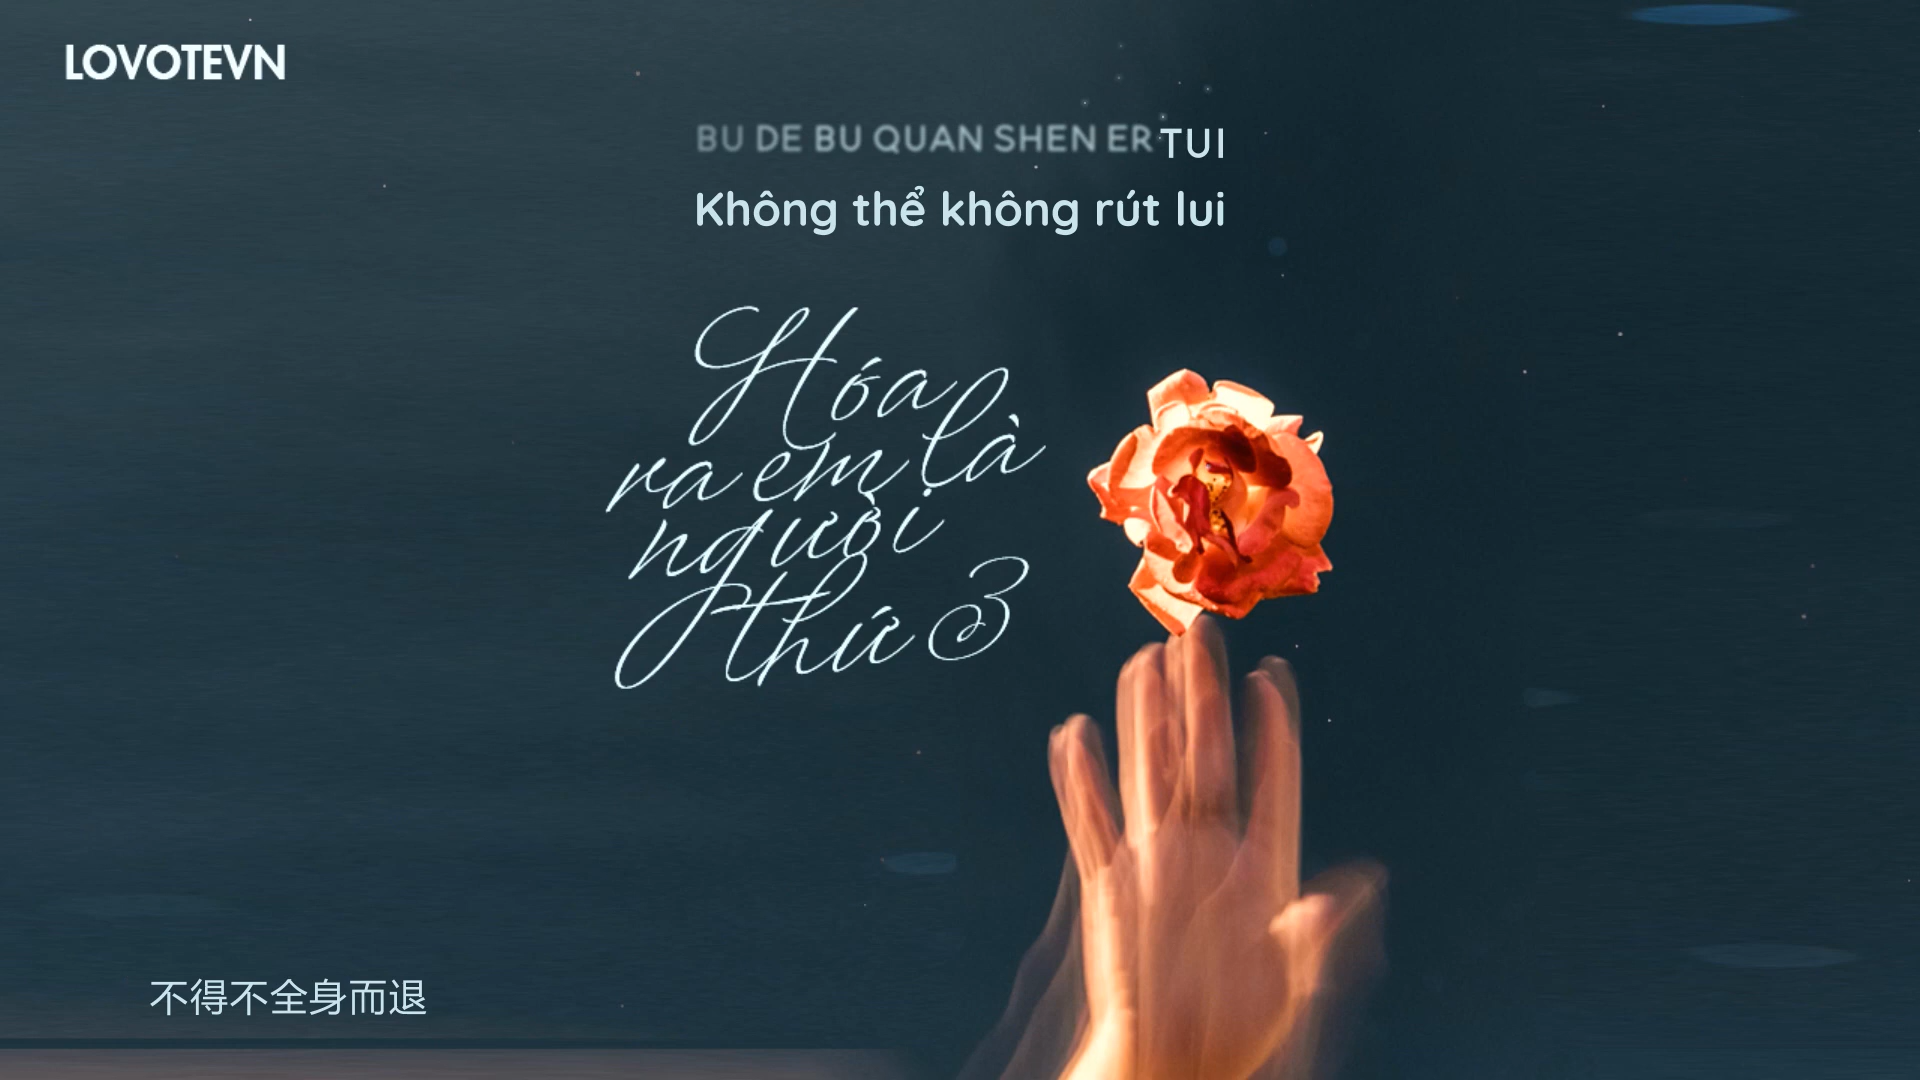 LOVOTEVN
BU DE BU QUAN SHEN ER TUI
Không thể không rút lui
Hóa
ra em là
người
thứ 3
不得不全身而退